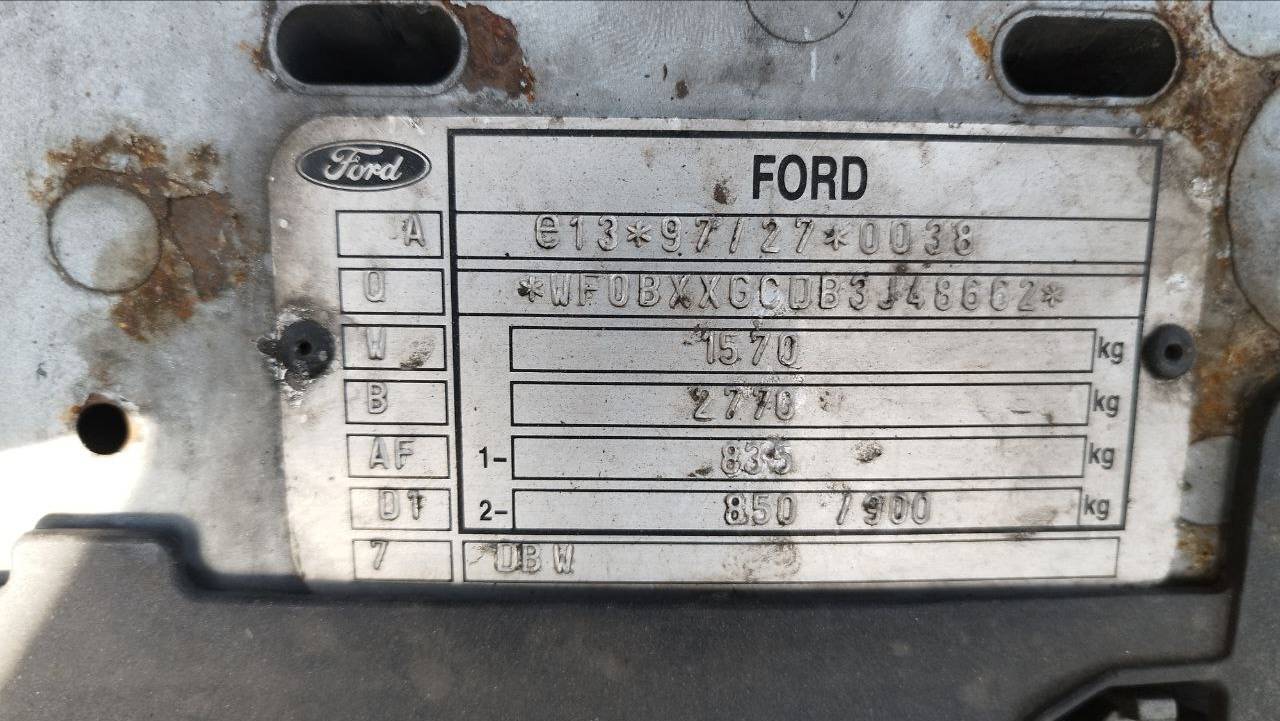 Ford
FORD
A e13*97/27*0038
Q *WF0BXXGCDB3J48662*
W 1570 kg
B 2770 kg
AF 1- 835 kg
D1 2- 850 /900 kg
7 DBW